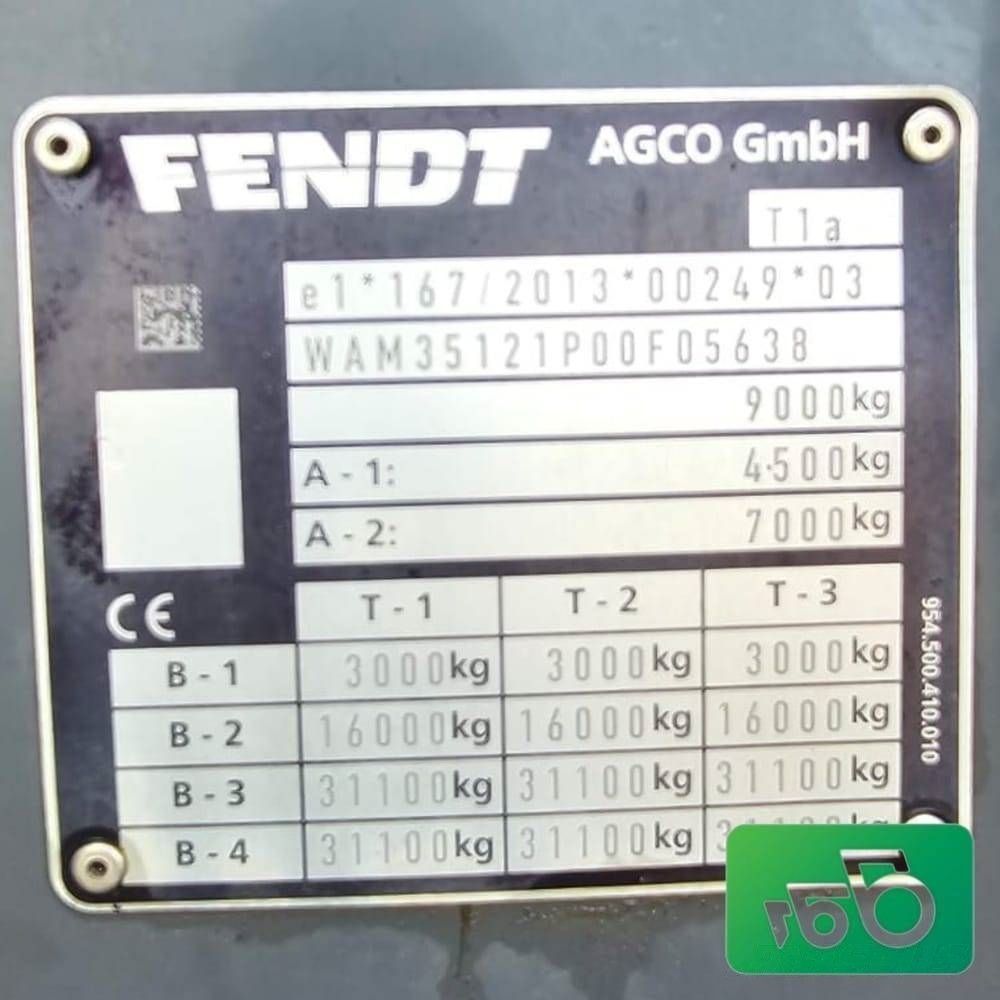 FENDT AGCO GmbH
T1a
e1*167/2013*00249*03
WAM35121P00F05638
9000kg
A - 1: 4500kg
A - 2: 7000kg
CE
T - 1 T - 2 T - 3
B - 1 3000kg 3000kg 3000kg
B - 2 16000kg 16000kg 16000kg
B - 3 31100kg 31100kg 31100kg
B - 4 31100kg 31100kg
954.500.410.010